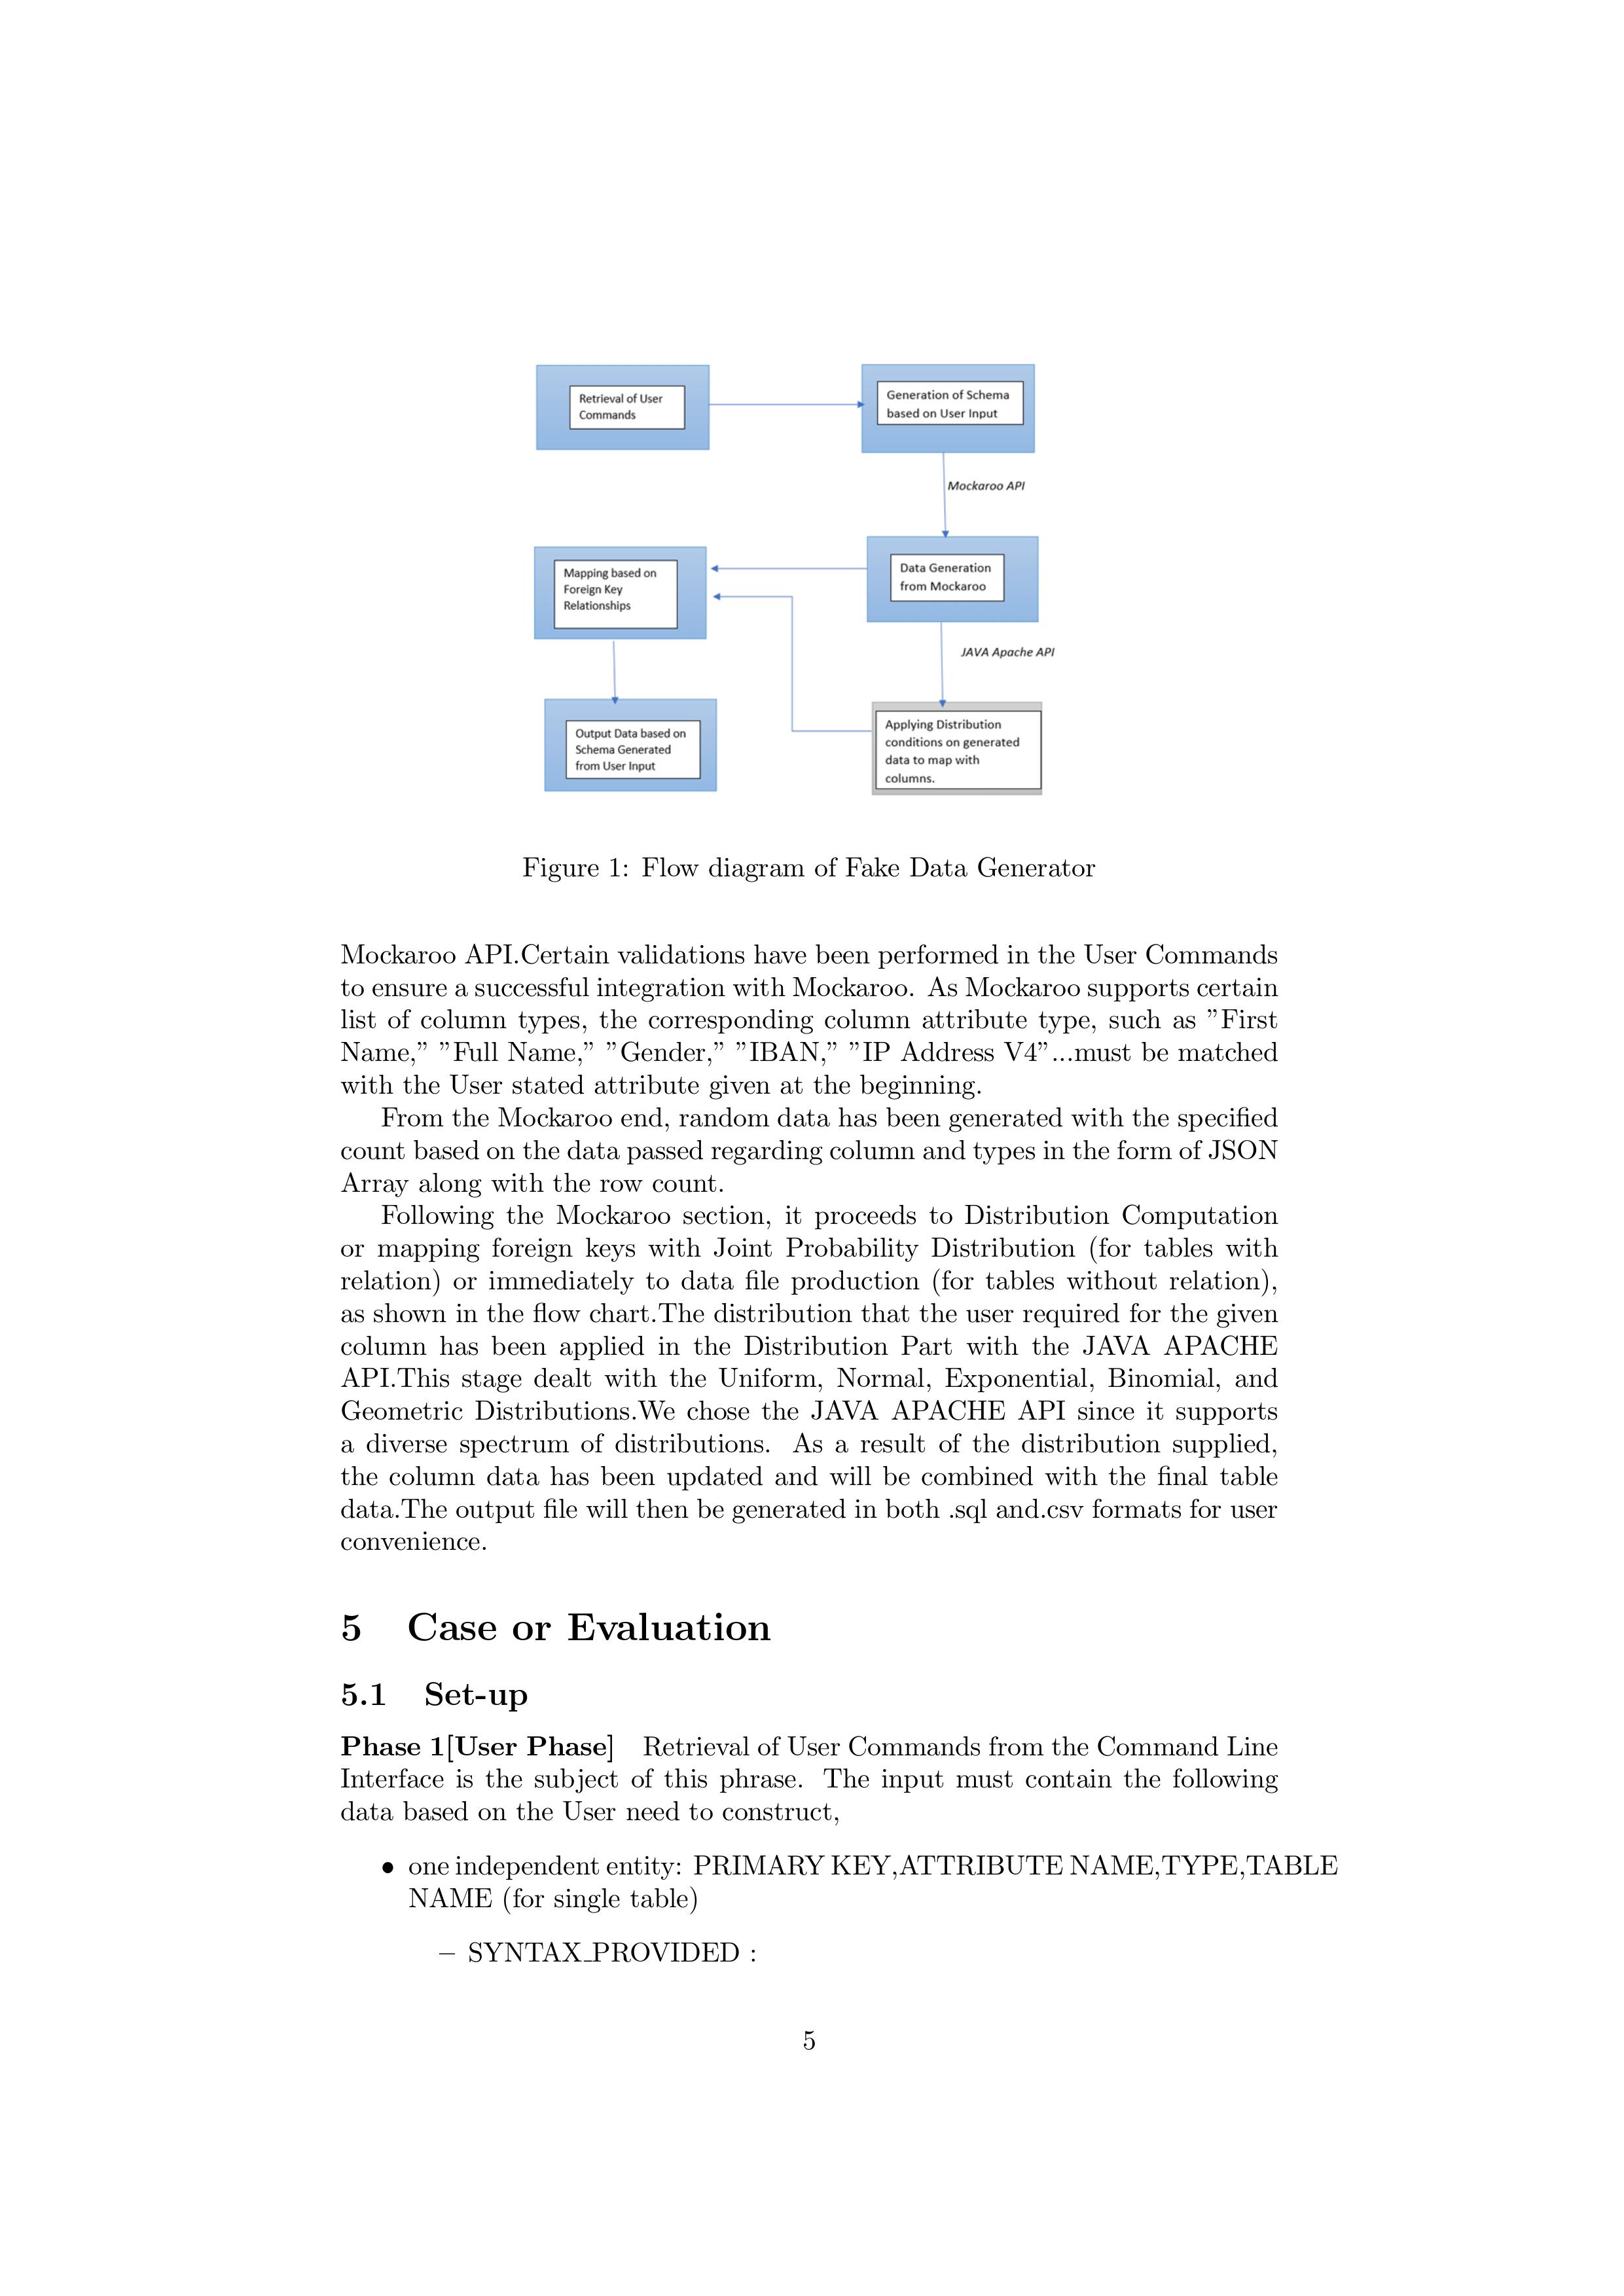 Retrieval of User
Commands
Generation of Schema
based on User Input
Mockaroo API
Mapping based on
Foreign Key
Relationships
Data Generation
from Mockaroo
JAVA Apache API
Output Data based on
Schema Generated
from User Input
Applying Distribution
conditions on generated
data to map with
columns.
Figure 1: Flow diagram of Fake Data Generator
Mockaroo API.Certain validations have been performed in the User Commands
to ensure a successful integration with Mockaroo. As Mockaroo supports certain
list of column types, the corresponding column attribute type, such as ”First
Name,” ”Full Name,” ”Gender,” ”IBAN,” ”IP Address V4”...must be matched
with the User stated attribute given at the beginning.
From the Mockaroo end, random data has been generated with the specified
count based on the data passed regarding column and types in the form of JSON
Array along with the row count.
Following the Mockaroo section, it proceeds to Distribution Computation
or mapping foreign keys with Joint Probability Distribution (for tables with
relation) or immediately to data file production (for tables without relation),
as shown in the flow chart.The distribution that the user required for the given
column has been applied in the Distribution Part with the JAVA APACHE
API.This stage dealt with the Uniform, Normal, Exponential, Binomial, and
Geometric Distributions.We chose the JAVA APACHE API since it supports
a diverse spectrum of distributions. As a result of the distribution supplied,
the column data has been updated and will be combined with the final table
data.The output file will then be generated in both .sql and.csv formats for user
convenience.
5 Case or Evaluation
5.1 Set-up
Phase 1[User Phase] Retrieval of User Commands from the Command Line
Interface is the subject of this phrase. The input must contain the following
data based on the User need to construct,
• one independent entity: PRIMARY KEY,ATTRIBUTE NAME,TYPE,TABLE
NAME (for single table)
– SYNTAX_PROVIDED :
5